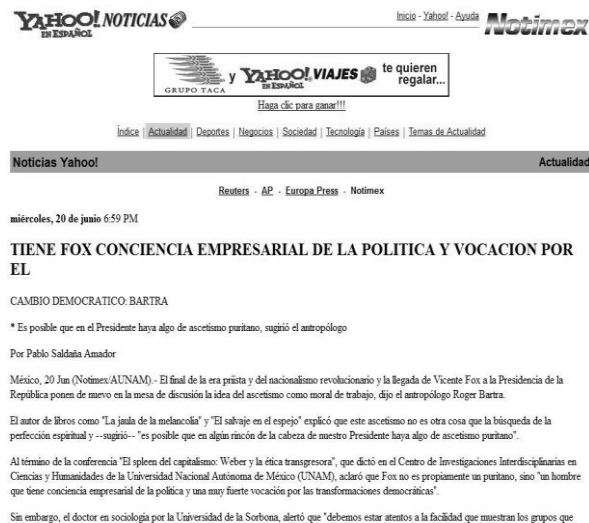 YAHOO! NOTICIAS
EN ESPAÑOL
Inicio - Yahoo! - Ayuda
Notimex
GRUPO TACA
y YAHOO! VIAJES
EN ESPAÑOL
te quieren
regalar...
Haga clic para ganar!!!
Índice | Actualidad | Deportes | Negocios | Sociedad | Tecnología | Países | Temas de Actualidad
Noticias Yahoo! Actualidad
Reuters - AP - Europa Press - Notimex
miércoles, 20 de junio 6:59 PM
TIENE FOX CONCIENCIA EMPRESARIAL DE LA POLITICA Y VOCACION POR
EL
CAMBIO DEMOCRATICO: BARTRA
* Es posible que en el Presidente haya algo de ascetismo puritano, sugirió el antropólogo
Por Pablo Saldaña Amador
México, 20 Jun (Notimex/AUNAM).- El final de la era priista y del nacionalismo revolucionario y la llegada de Vicente Fox a la Presidencia de la
República ponen de nuevo en la mesa de discusión la idea del ascetismo como moral de trabajo, dijo el antropólogo Roger Bartra.
El autor de libros como "La jaula de la melancolía" y "El salvaje en el espejo" explicó que este ascetismo no es otra cosa que la búsqueda de la
perfección espiritual y --sugirió-- "es posible que en algún rincón de la cabeza de nuestro Presidente haya algo de ascetismo puritano".
Al término de la conferencia "El spleen del capitalismo: Weber y la ética transgresora", que dictó en el Centro de Investigaciones Interdisciplinarias en
Ciencias y Humanidades de la Universidad Nacional Autónoma de México (UNAM), aclaró que Fox no es propiamente un puritano, sino "un hombre
que tiene conciencia empresarial de la política y una muy fuerte vocación por las transformaciones democráticas".
Sin embargo, el doctor en sociología por la Universidad de la Sorbona, alertó que "debemos estar atentos a la facilidad que muestran los grupos que